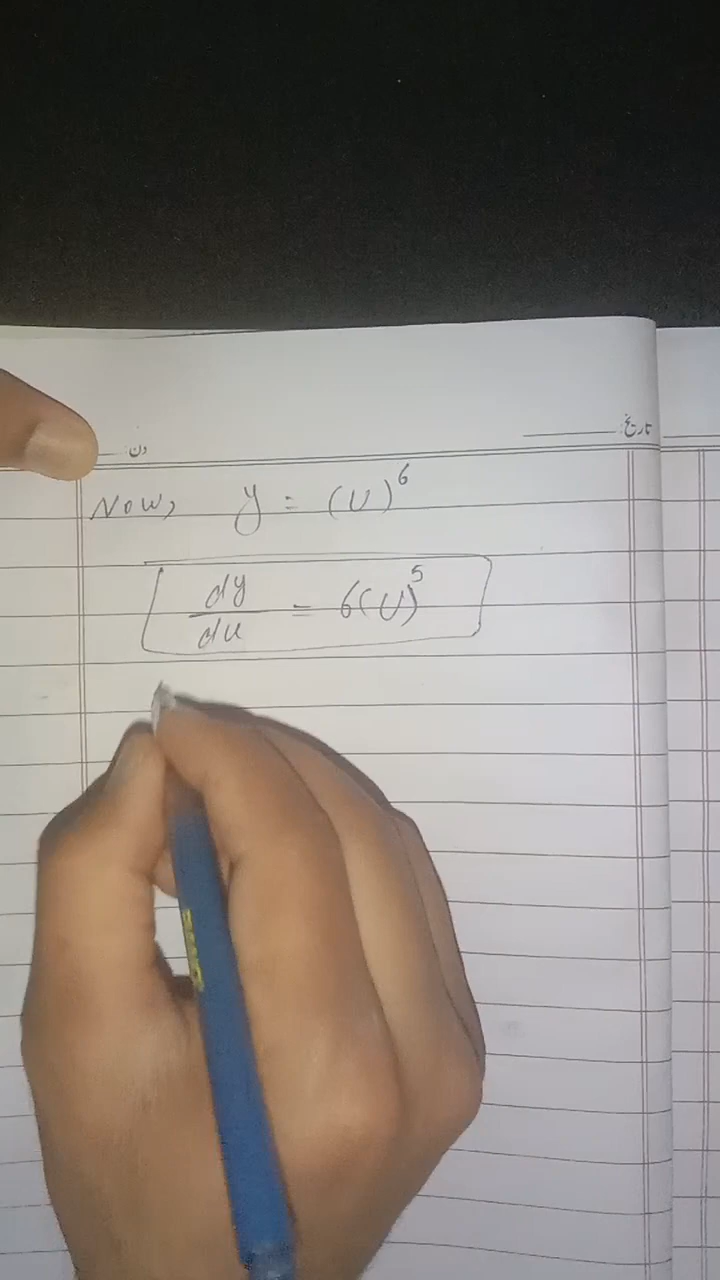 دن: تاریخ:
Now, y = (u)^6
dy/du = 6(u)^5